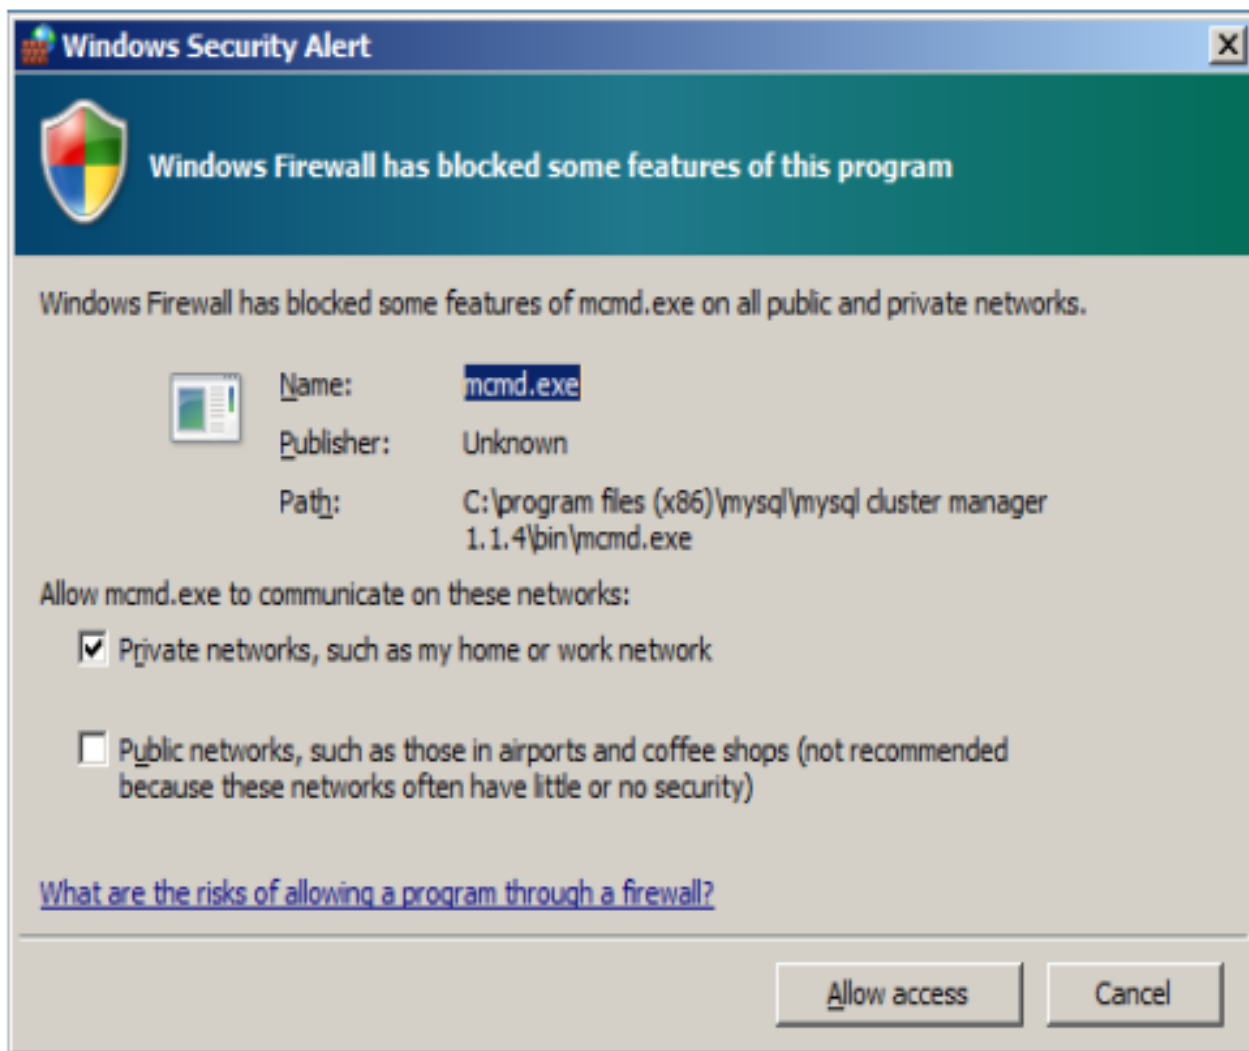 Windows Security Alert
Windows Firewall has blocked some features of this program
Windows Firewall has blocked some features of mcmd.exe on all public and private networks.
Name: mcmd.exe
Publisher: Unknown
Path: C:\program files (x86)\mysql\mysql cluster manager
1.1.4\bin\mcmd.exe
Allow mcmd.exe to communicate on these networks:
Private networks, such as my home or work network
Public networks, such as those in airports and coffee shops (not recommended
because these networks often have little or no security)
What are the risks of allowing a program through a firewall?
Allow access Cancel